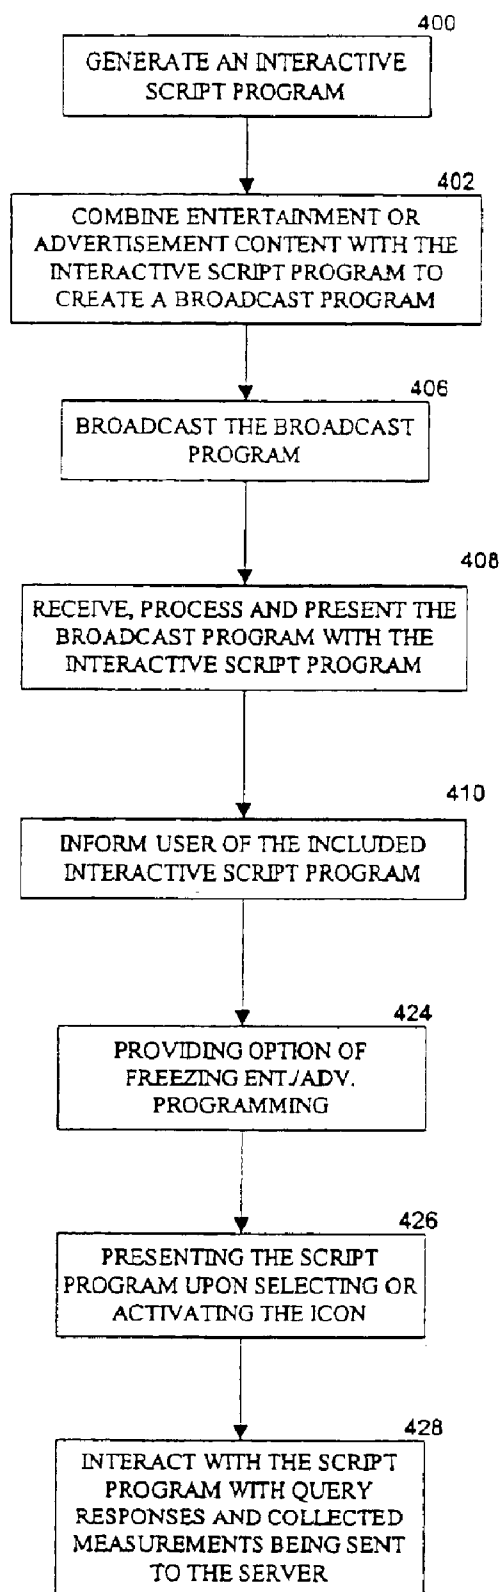 400
GENERATE AN INTERACTIVE
SCRIPT PROGRAM
402
COMBINE ENTERTAINMENT OR
ADVERTISEMENT CONTENT WITH THE
INTERACTIVE SCRIPT PROGRAM TO
CREATE A BROADCAST PROGRAM
406
BROADCAST THE BROADCAST
PROGRAM
408
RECEIVE, PROCESS AND PRESENT THE
BROADCAST PROGRAM WITH THE
INTERACTIVE SCRIPT PROGRAM
410
INFORM USER OF THE INCLUDED
INTERACTIVE SCRIPT PROGRAM
424
PROVIDING OPTION OF
FREEZING ENT./ADV.
PROGRAMMING
426
PRESENTING THE SCRIPT
PROGRAM UPON SELECTING OR
ACTIVATING THE ICON
428
INTERACT WITH THE SCRIPT
PROGRAM WITH QUERY
RESPONSES AND COLLECTED
MEASUREMENTS BEING SENT
TO THE SERVER